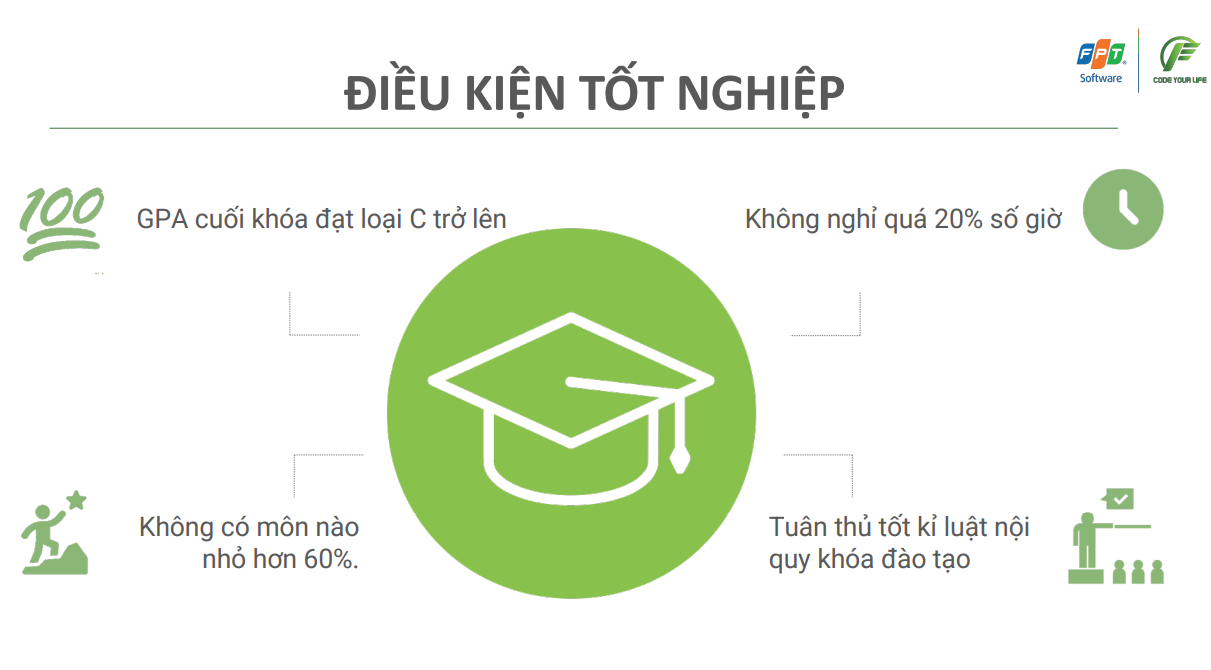 FPT
Software
CODE YOUR LIFE
ĐIỀU KIỆN TỐT NGHIỆP
100
GPA cuối khóa đạt loại C trở lên
Không nghỉ quá 20% số giờ
Không có môn nào
nhỏ hơn 60%.
Tuân thủ tốt kỉ luật nội
quy khóa đào tạo